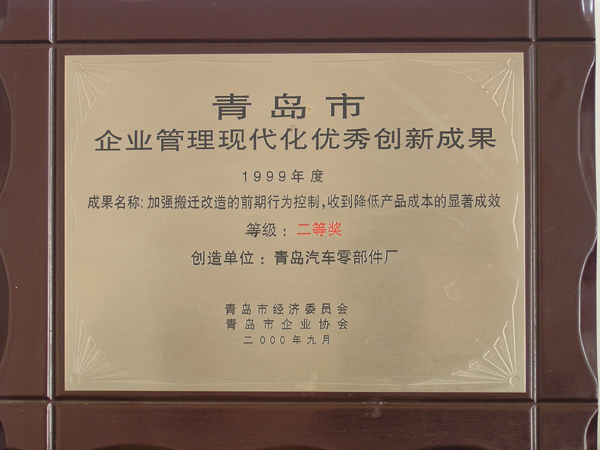 青岛市
企业管理现代化优秀创新成果
1999年度
成果名称:加强搬迁改造的前期行为控制,收到降低产品成本的显著成效
等级：二等奖
创造单位：青岛汽车零部件厂
青岛市经济委员会
青岛市企业协会
二000年九月